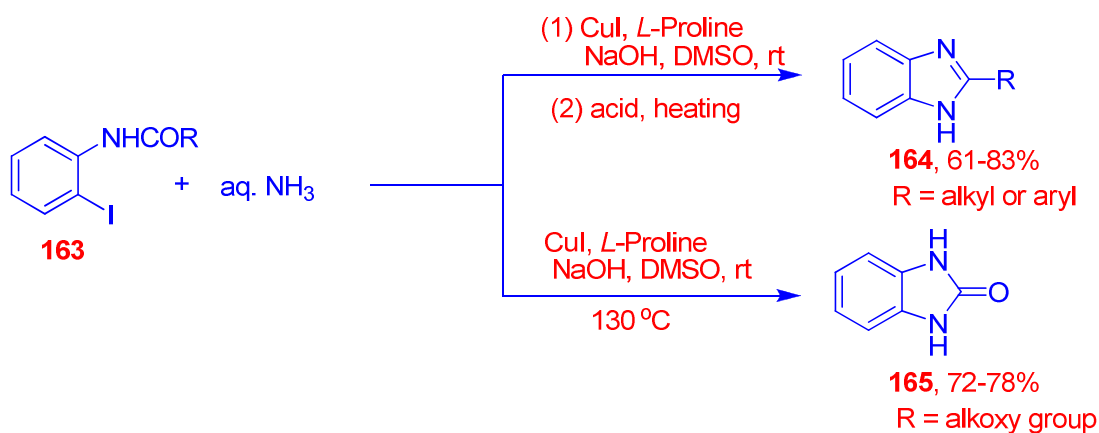 (1) CuI, L-Proline
NaOH, DMSO, rt
(2) acid, heating
NHCOR
I
163
+
aq. NH3
N
R
N
H
164, 61-83%
R = alkyl or aryl
CuI, L-Proline
NaOH, DMSO, rt
130 °C
H
N
O
N
H
165, 72-78%
R = alkoxy group